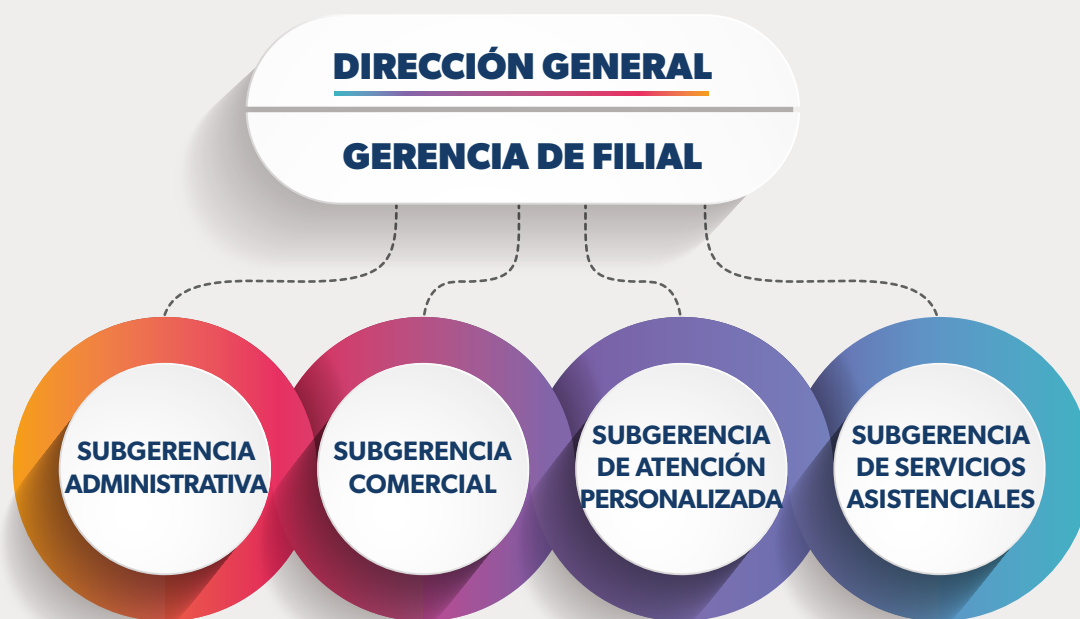 DIRECCIÓN GENERAL
GERENCIA DE FILIAL
SUBGERENCIA
ADMINISTRATIVA
SUBGERENCIA
COMERCIAL
SUBGERENCIA
DE ATENCIÓN
PERSONALIZADA
SUBGERENCIA
DE SERVICIOS
ASISTENCIALES